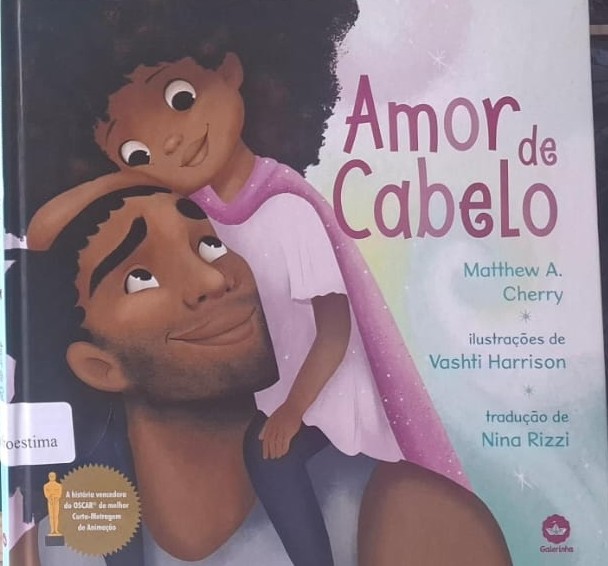 Amor de
Cabelo
Matthew A.
Cherry
ilustrações de
Vashti Harrison
tradução de
Nina Rizzi
oestima
A história vencedora
do OSCAR® de melhor
Curta-Metragem
de Animação
Galerinha